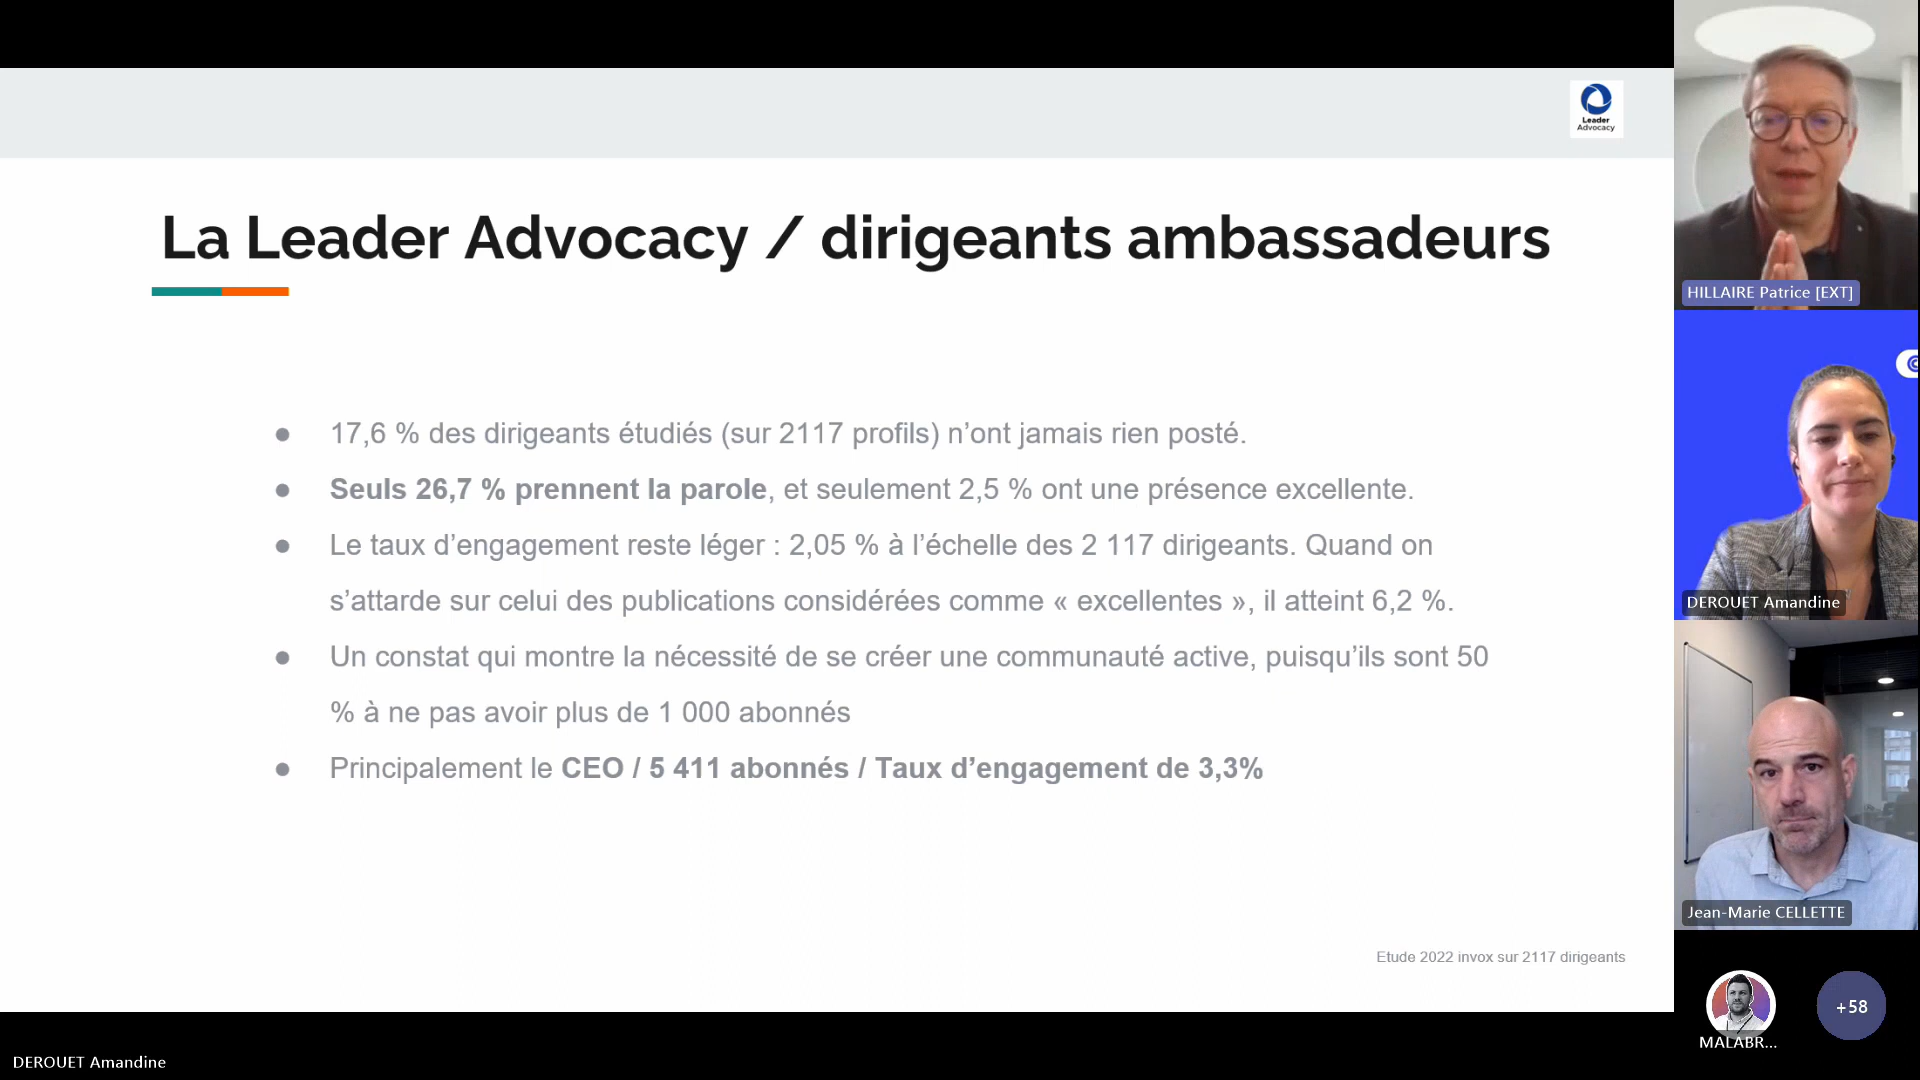 Leader
Advocacy
La Leader Advocacy / dirigeants ambassadeurs
● 17,6 % des dirigeants étudiés (sur 2117 profils) n’ont jamais rien posté.
● Seuls 26,7 % prennent la parole, et seulement 2,5 % ont une présence excellente.
● Le taux d’engagement reste léger : 2,05 % à l’échelle des 2 117 dirigeants. Quand on
s’attarde sur celui des publications considérées comme « excellentes », il atteint 6,2 %.
● Un constat qui montre la nécessité de se créer une communauté active, puisqu’ils sont 50
% à ne pas avoir plus de 1 000 abonnés
● Principalement le CEO / 5 411 abonnés / Taux d’engagement de 3,3%
Etude 2022 invox sur 2117 dirigeants
HILLAIRE Patrice [EXT]
DEROUET Amandine
Jean-Marie CELLETTE
MALABR...
+58
DEROUET Amandine